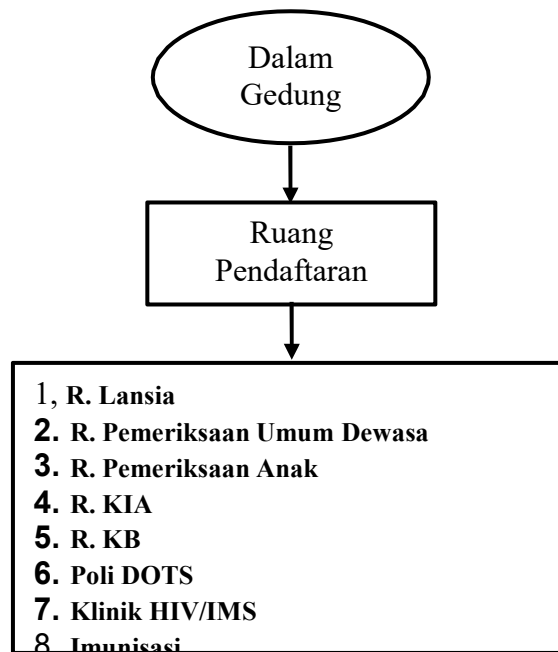 Dalam
Gedung
Ruang
Pendaftaran
1, R. Lansia
2. R. Pemeriksaan Umum Dewasa
3. R. Pemeriksaan Anak
4. R. KIA
5. R. KB
6. Poli DOTS
7. Klinik HIV/IMS
8. Imunisasi